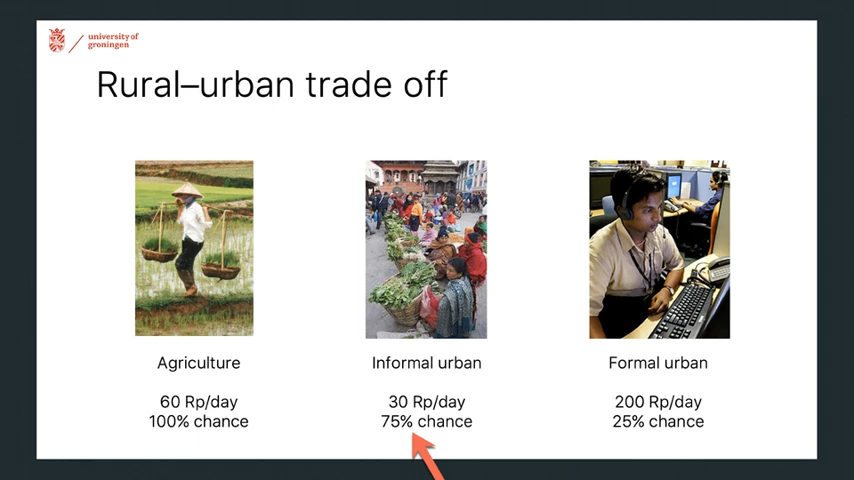 university of
groningen
Rural–urban trade off
Agriculture
60 Rp/day
100% chance
Informal urban
30 Rp/day
75% chance
Formal urban
200 Rp/day
25% chance